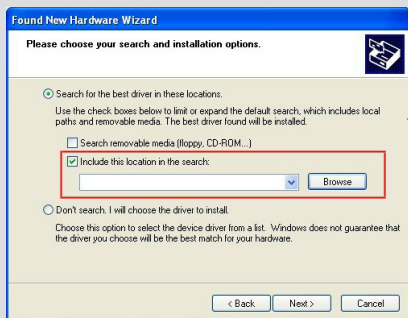 Found New Hardware Wizard
Please choose your search and installation options.
Search for the best driver in these locations.
Use the check boxes below to limit or expand the default search, which includes local
paths and removable media. The best driver found will be installed.
Search removable media (floppy, CD-ROM...)
Include this location in the search:
Browse
Don't search. I will choose the driver to install.
Choose this option to select the device driver from a list. Windows does not guarantee that
the driver you choose will be the best match for your hardware.
< Back Next > Cancel